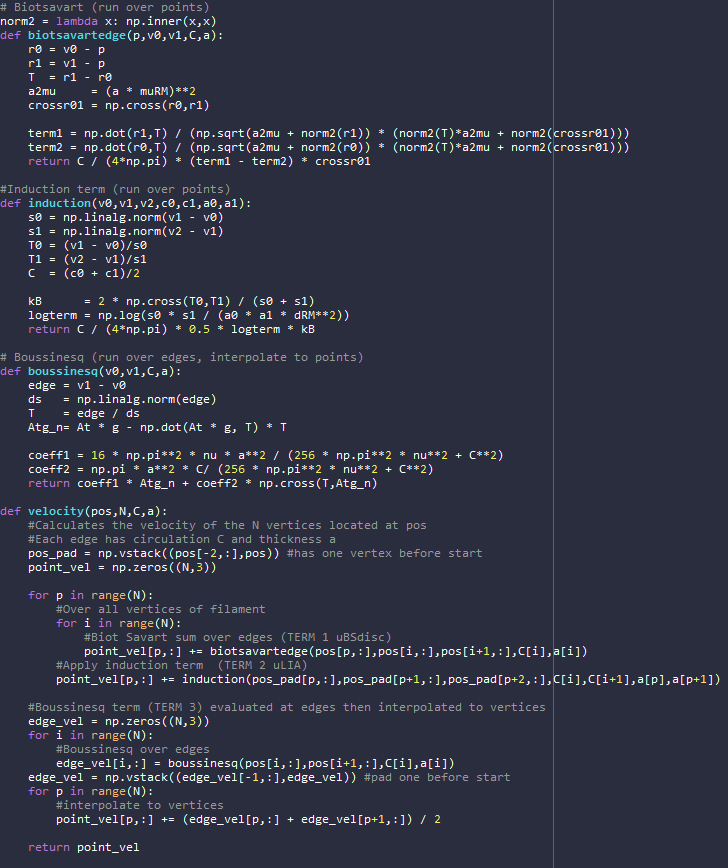 # Biotsavart (run over points)
norm2 = lambda x: np.inner(x,x)
def biotsavartedge(p,v0,v1,C,a):
    r0 = v0 - p
    r1 = v1 - p
    T  = r1 - r0
    a2mu     = (a * muRM)**2
    crossr01 = np.cross(r0,r1)

    term1 = np.dot(r1,T) / (np.sqrt(a2mu + norm2(r1)) * (norm2(T)*a2mu + norm2(crossr01)))
    term2 = np.dot(r0,T) / (np.sqrt(a2mu + norm2(r0)) * (norm2(T)*a2mu + norm2(crossr01)))
    return C / (4*np.pi) * (term1 - term2) * crossr01

#Induction term (run over points)
def induction(v0,v1,v2,c0,c1,a0,a1):
    s0 = np.linalg.norm(v1 - v0)
    s1 = np.linalg.norm(v2 - v1)
    T0 = (v1 - v0)/s0
    T1 = (v2 - v1)/s1
    C  = (c0 + c1)/2

    kB      = 2 * np.cross(T0,T1) / (s0 + s1)
    logterm = np.log(s0 * s1 / (a0 * a1 * dRM**2))
    return C / (4*np.pi) * 0.5 * logterm * kB

# Boussinesq (run over edges, interpolate to points)
def boussinesq(v0,v1,C,a):
    edge = v1 - v0
    ds   = np.linalg.norm(edge)
    T    = edge / ds
    Atg_n= At * g - np.dot(At * g, T) * T

    coeff1 = 16 * np.pi**2 * nu * a**2 / (256 * np.pi**2 * nu**2 + C**2)
    coeff2 = np.pi * a**2 * C/ (256 * np.pi**2 * nu**2 + C**2)
    return coeff1 * Atg_n + coeff2 * np.cross(T,Atg_n)

def velocity(pos,N,C,a):
    #Calculates the velocity of the N vertices located at pos
    #Each edge has circulation C and thickness a
    pos_pad = np.vstack((pos[-2,:],pos)) #has one vertex before start
    point_vel = np.zeros((N,3))

    for p in range(N):
        #Over all vertices of filament
        for i in range(N):
            #Biot Savart sum over edges (TERM 1 uBSdisc)
            point_vel[p,:] += biotsavartedge(pos[p,:],pos[i,:],pos[i+1,:],C[i],a[i])
        #Apply induction term  (TERM 2 uLIA)
        point_vel[p,:] += induction(pos_pad[p,:],pos_pad[p+1,:],pos_pad[p+2,:],C[i],C[i+1],a[p],a[p+1])

    #Boussinesq term (TERM 3) evaluated at edges then interpolated to vertices
    edge_vel = np.zeros((N,3))
    for i in range(N):
        #Boussinesq over edges
        edge_vel[i,:] = boussinesq(pos[i,:],pos[i+1,:],C[i],a[i])
    edge_vel = np.vstack((edge_vel[-1,:],edge_vel)) #pad one before start
    for p in range(N):
        #interpolate to vertices
        point_vel[p,:] += (edge_vel[p,:] + edge_vel[p+1,:]) / 2

    return point_vel